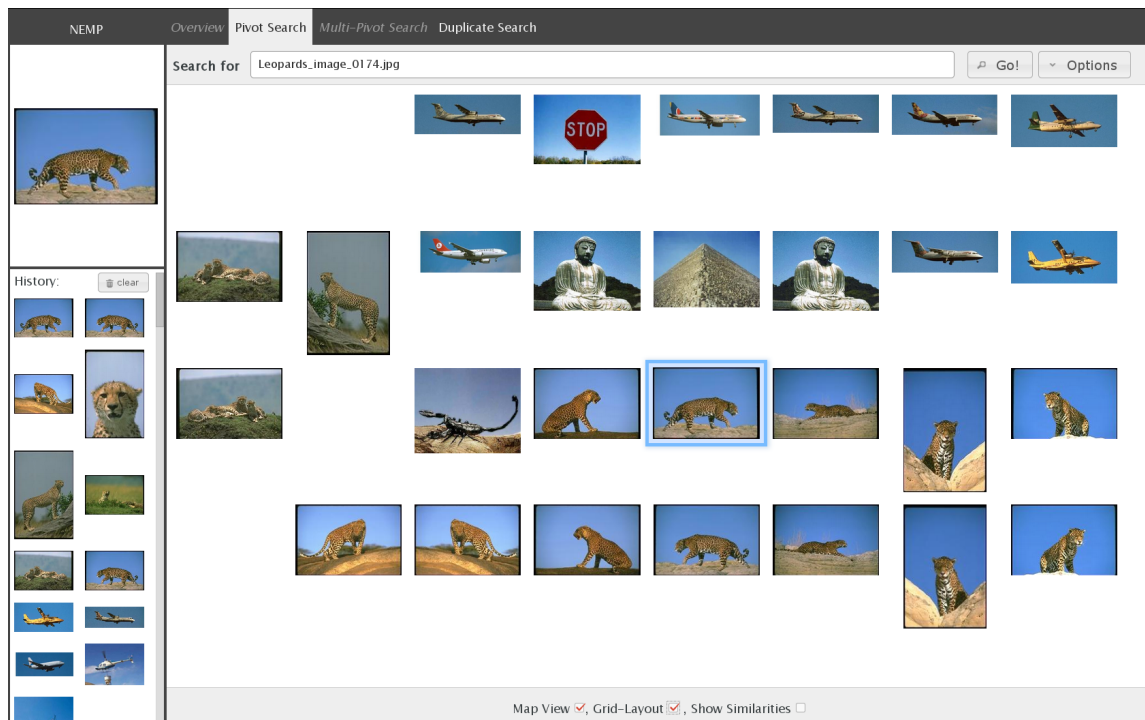 NEMP
Overview Pivot Search Multi-Pivot Search Duplicate Search
Search for Leopards_image_0174.jpg Go! Options
STOP
History: clear
Map View , Grid-Layout , Show Similarities